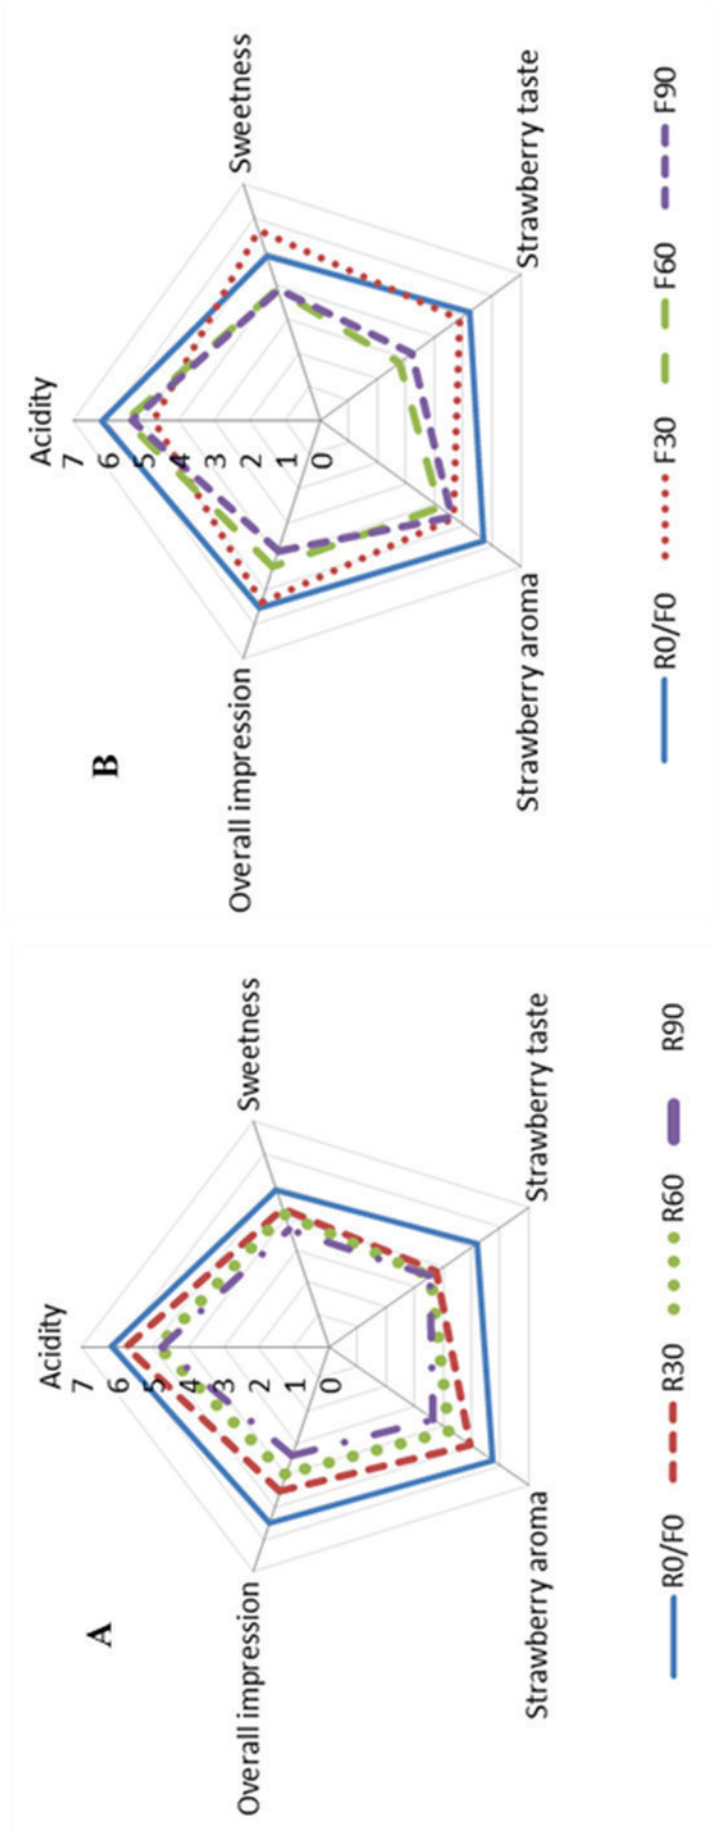 A
Acidity
7
6
5
4
3
2
1
0
Sweetness
Strawberry taste
Strawberry aroma
Overall impression
R0/F0 R30 R60 R90
B
Acidity
7
6
5
4
3
2
1
0
Sweetness
Strawberry taste
Strawberry aroma
Overall impression
R0/F0 F30 F60 F90